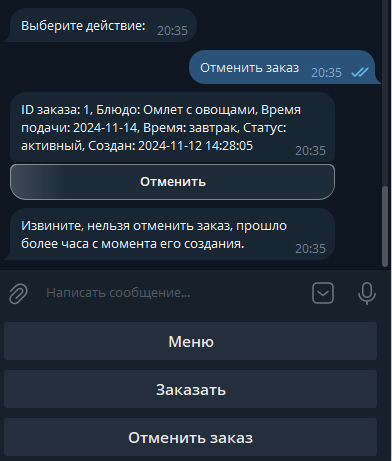 Выберите действие:
20:35
Отменить заказ
20:35
ID заказа: 1, Блюдо: Омлет с овощами, Время
подачи: 2024-11-14, Время: завтрак, Статус:
активный, Создан: 2024-11-12 14:28:05
20:35
Отменить
Извините, нельзя отменить заказ, прошло
более часа с момента его создания.
20:35
Написать сообщение...
Меню
Заказать
Отменить заказ